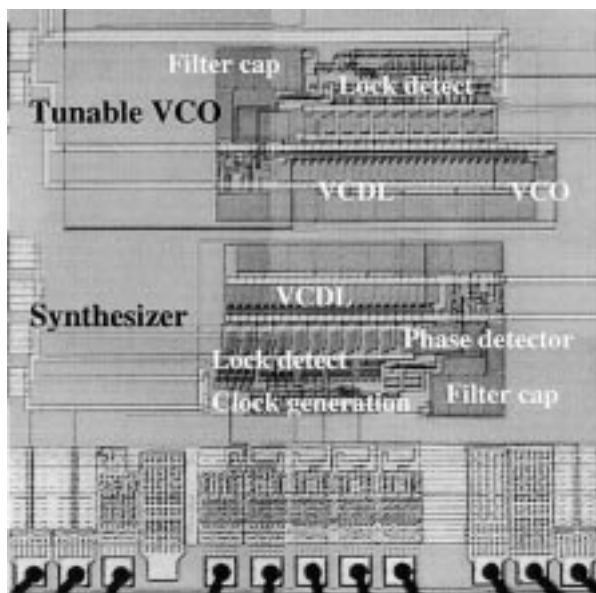 Filter cap
Lock detect
Tunable VCO
VCDL VCO
VCDL
Synthesizer
Phase detector
Lock detect
Filter cap
Clock generation